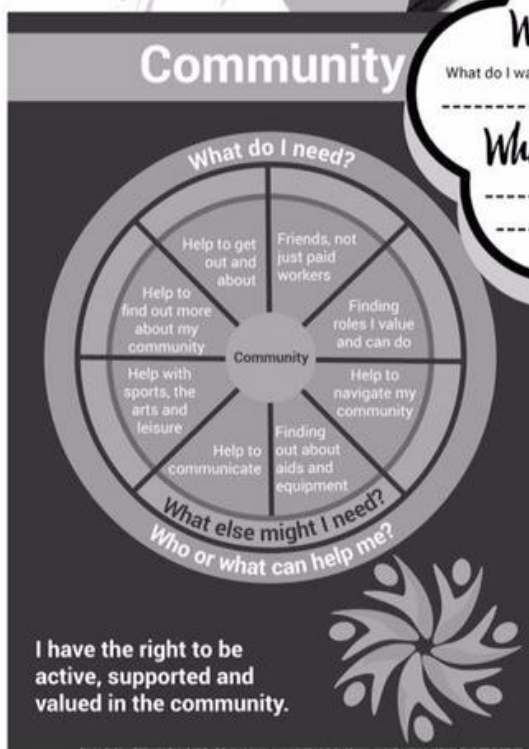 Community
What do I
What do I need?
Help to get
out and
about
Friends, not
just paid
workers
Finding
roles I value
and can do
Help to
navigate my
community
Finding
out about
aids and
equipment
Help to
communicate
Help with
sports, the
arts and
leisure
Help to
find out more
about my
community
Community
What else might I need?
Who or what can help me?
I have the right to be
active, supported and
valued in the community.